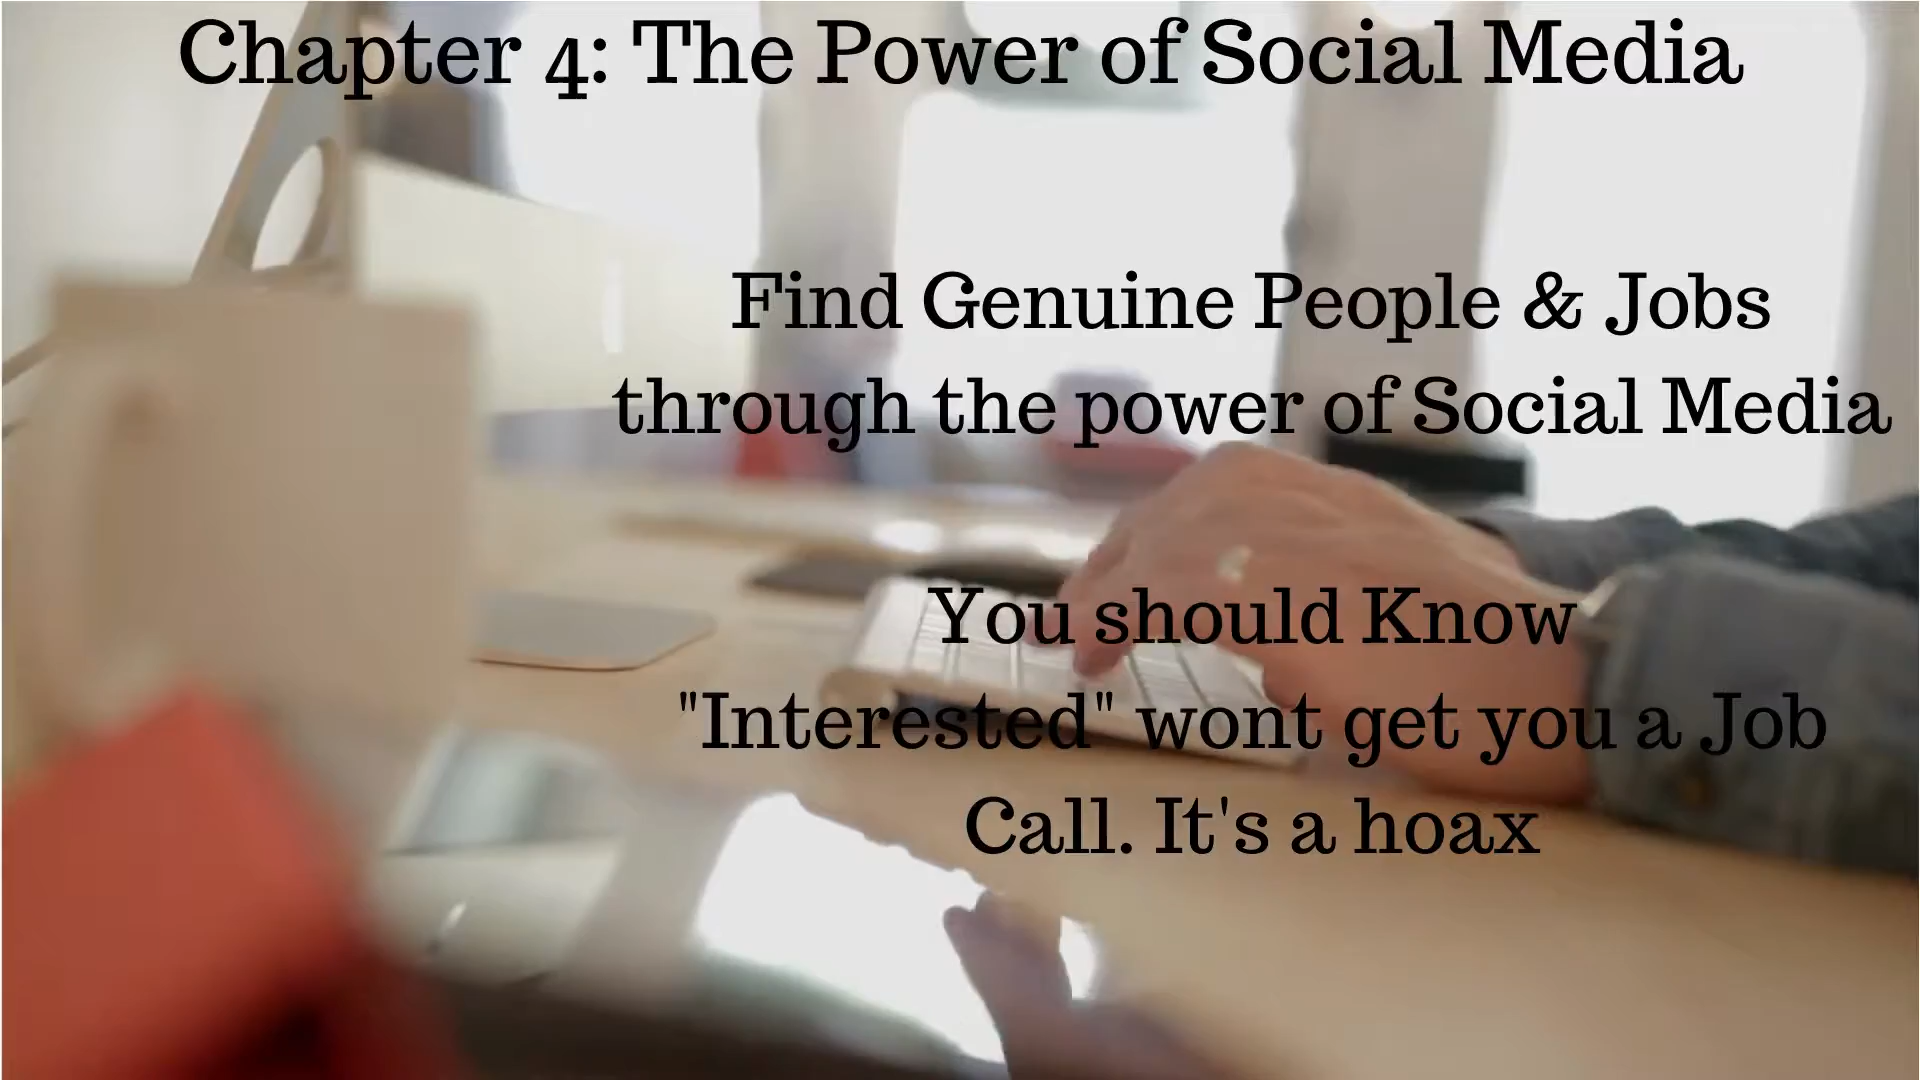 Chapter 4: The Power of Social Media
Find Genuine People & Jobs
through the power of Social Media
You should Know
"Interested" wont get you a Job
Call. It's a hoax